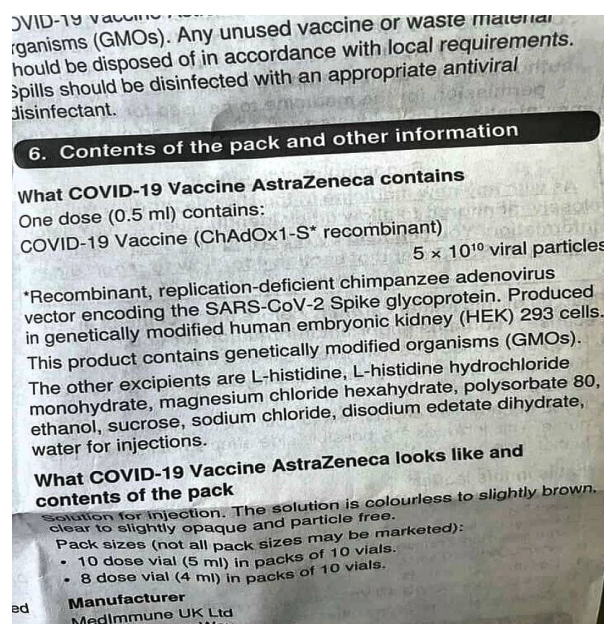 OVID-19 Vaccine
rganisms (GMOs). Any unused vaccine or waste material
hould be disposed of in accordance with local requirements.
Spills should be disinfected with an appropriate antiviral
disinfectant.
6. Contents of the pack and other information
What COVID-19 Vaccine AstraZeneca contains
One dose (0.5 ml) contains:
COVID-19 Vaccine (ChAdOx1-S* recombinant)
5 × 10¹⁰ viral particles
*Recombinant, replication-deficient chimpanzee adenovirus
vector encoding the SARS-CoV-2 Spike glycoprotein. Produced
in genetically modified human embryonic kidney (HEK) 293 cells.
This product contains genetically modified organisms (GMOs).
The other excipients are L-histidine, L-histidine hydrochloride
monohydrate, magnesium chloride hexahydrate, polysorbate 80,
ethanol, sucrose, sodium chloride, disodium edetate dihydrate,
water for injections.
What COVID-19 Vaccine AstraZeneca looks like and
contents of the pack
Solution for injection. The solution is colourless to slightly brown,
clear to slightly opaque and particle free.
Pack sizes (not all pack sizes may be marketed):
• 10 dose vial (5 ml) in packs of 10 vials.
• 8 dose vial (4 ml) in packs of 10 vials.
ed
Manufacturer
MedImmune UK Ltd